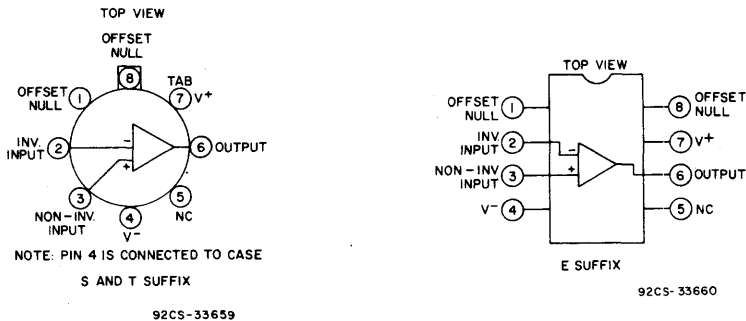 TOP VIEW
OFFSET
NULL
8
TAB
OFFSET
NULL
1
7
V+
INV.
INPUT
2
-
+
6
OUTPUT
3
NON-INV.
INPUT
4
V-
5
NC
NOTE: PIN 4 IS CONNECTED TO CASE
S AND T SUFFIX
92CS-33659
TOP VIEW
OFFSET
NULL
1
8
OFFSET
NULL
INV.
INPUT
2
-
7
V+
NON-INV.
INPUT
3
+
6
OUTPUT
V-
4
5
NC
E SUFFIX
92CS-33660